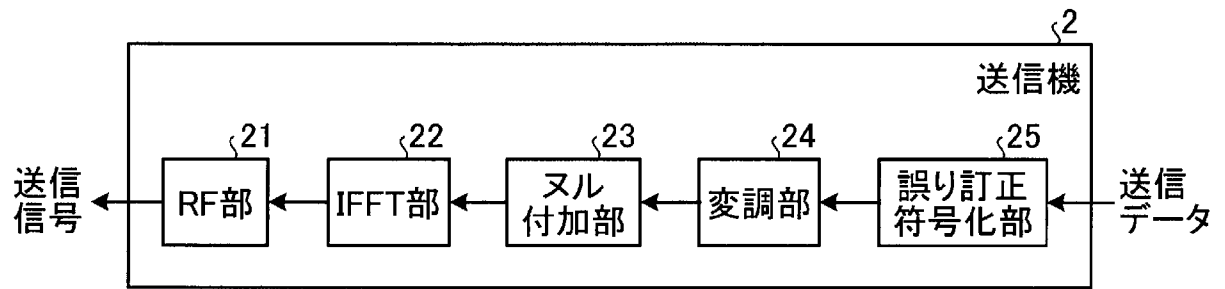 2
送信機
21
22
23
24
25
送信
信号
RF部
IFFT部
ヌル
付加部
変調部
誤り訂正
符号化部
送信
データ